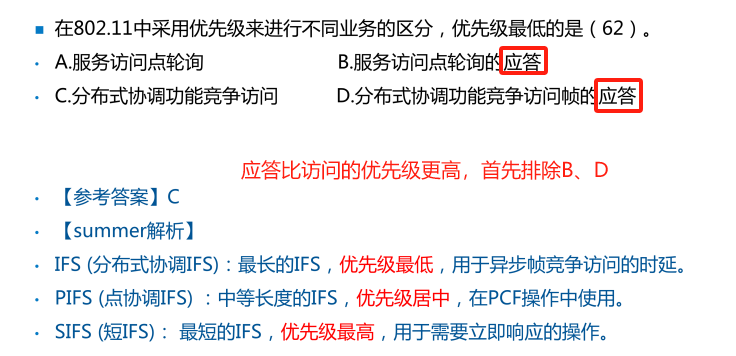 ▪ 在802.11中采用优先级来进行不同业务的区分，优先级最低的是（62）。
• A.服务访问点轮询 B.服务访问点轮询的应答
• C.分布式协调功能竞争访问 D.分布式协调功能竞争访问帧的应答
应答比访问的优先级更高，首先排除B、D
• 【参考答案】C
• 【summer解析】
• IFS (分布式协调IFS)：最长的IFS，优先级最低，用于异步帧竞争访问的时延。
• PIFS (点协调IFS) ：中等长度的IFS，优先级居中，在PCF操作中使用。
• SIFS (短IFS)： 最短的IFS，优先级最高，用于需要立即响应的操作。